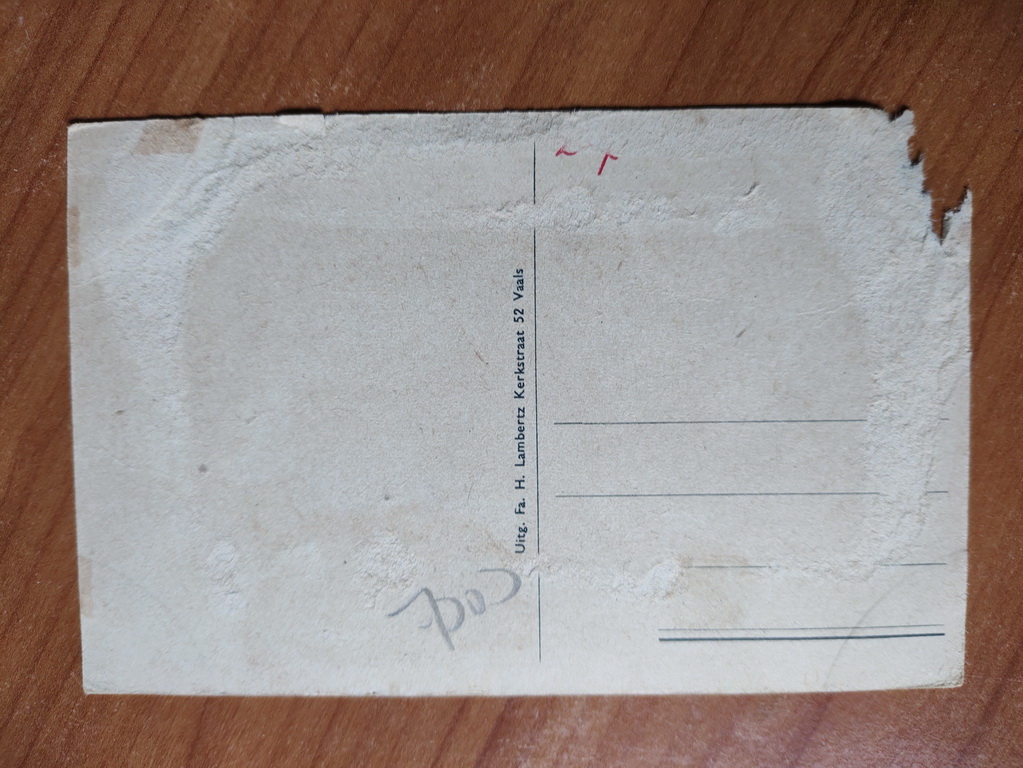 Uitg. Fa. H. Lambertz Kerkstraat 52 Vaals